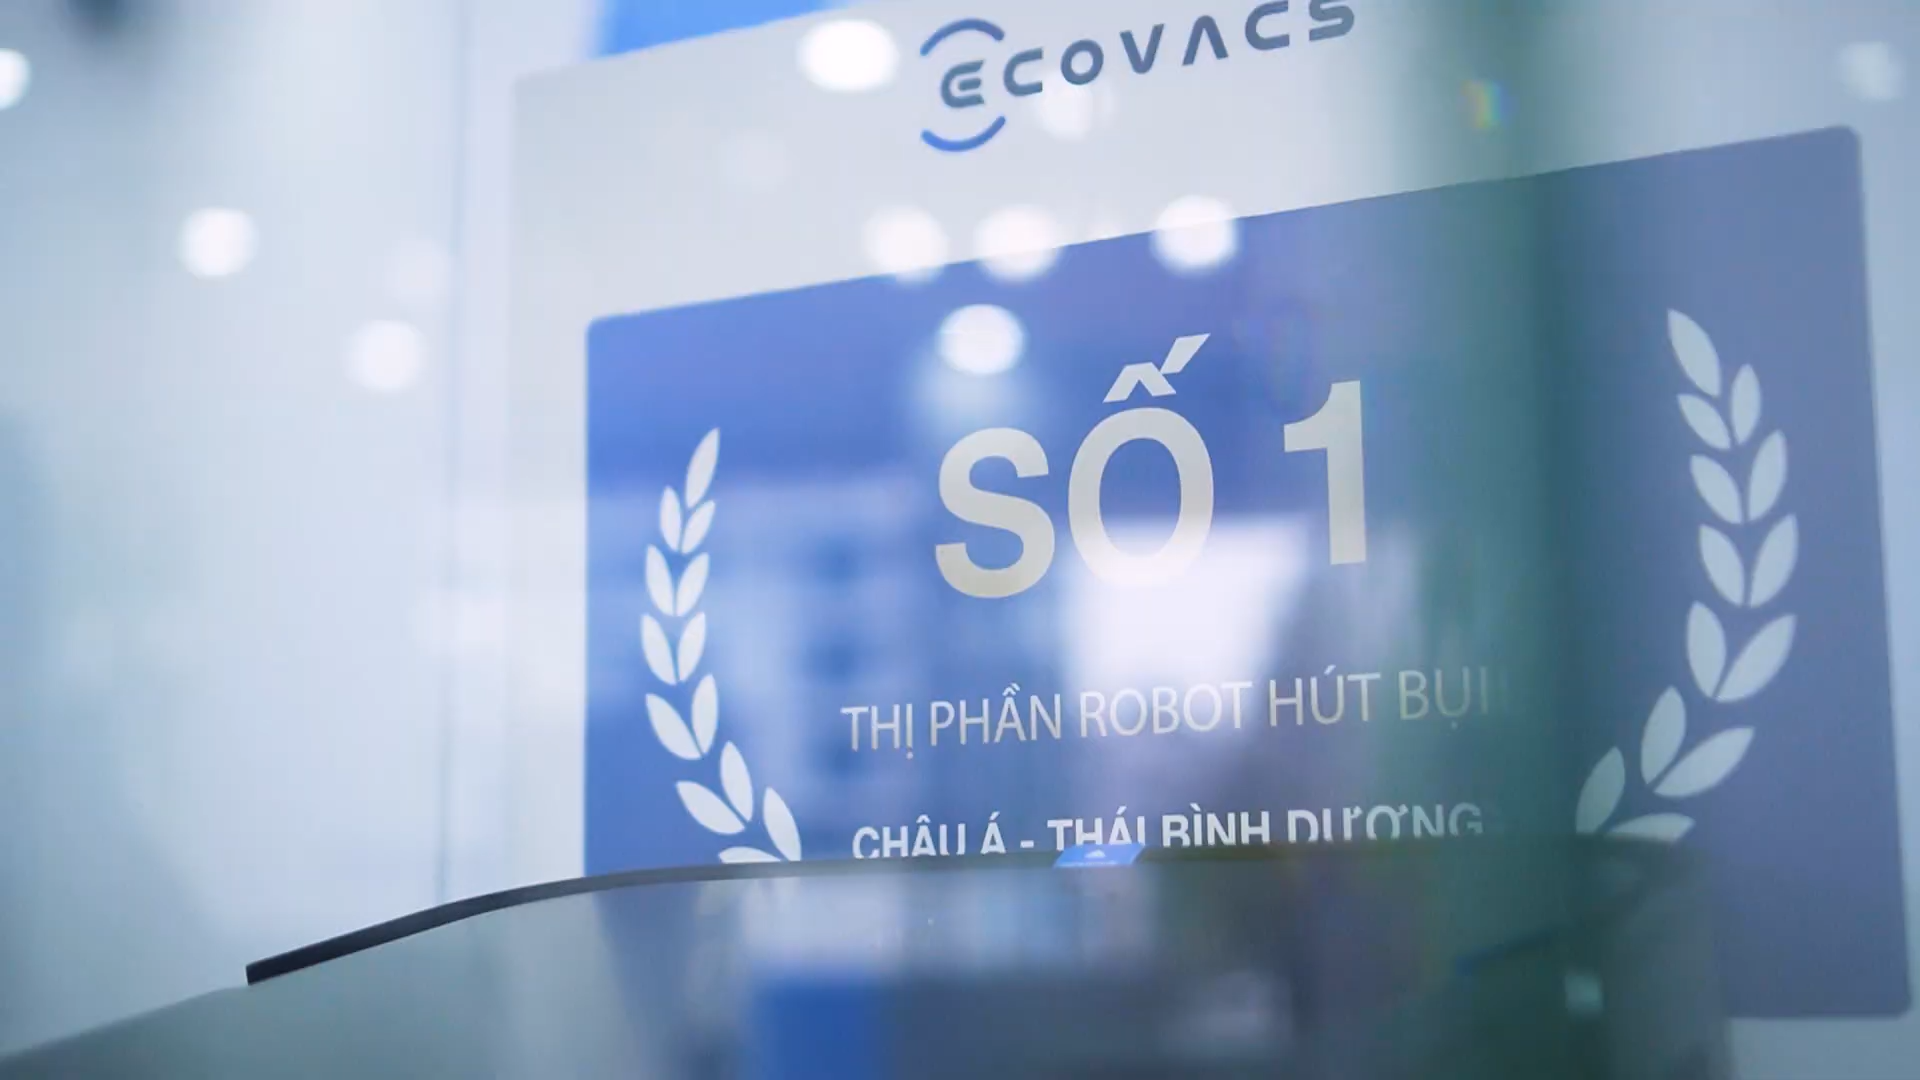 ECOVACS
SỐ 1
THỊ PHẦN ROBOT HÚT BỤI
CHÂU Á - THÁI BÌNH DƯƠNG